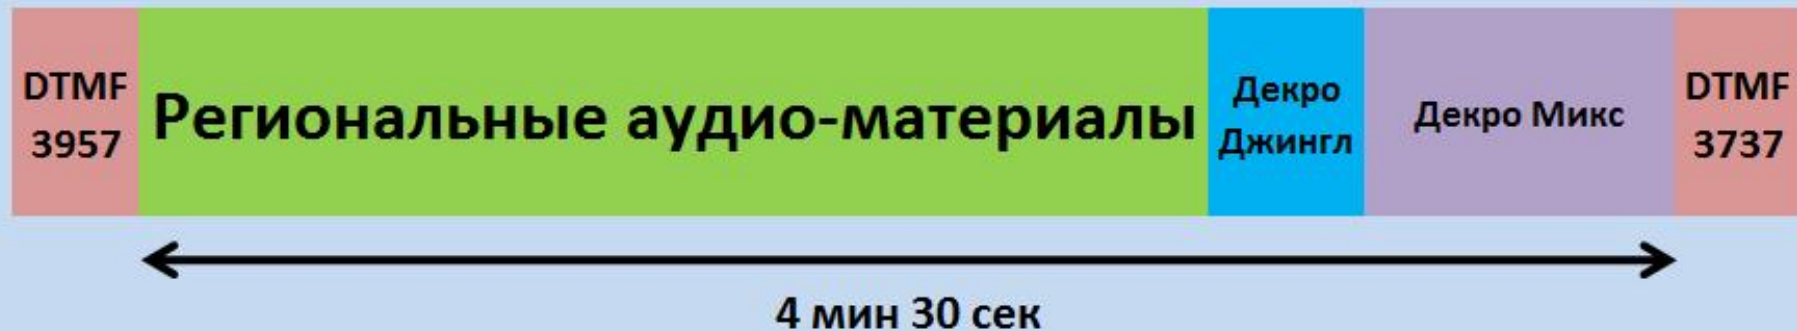 DTMF
3957
Региональные аудио-материалы
Декро
Джингл
Декро Микс
DTMF
3737
4 мин 30 сек